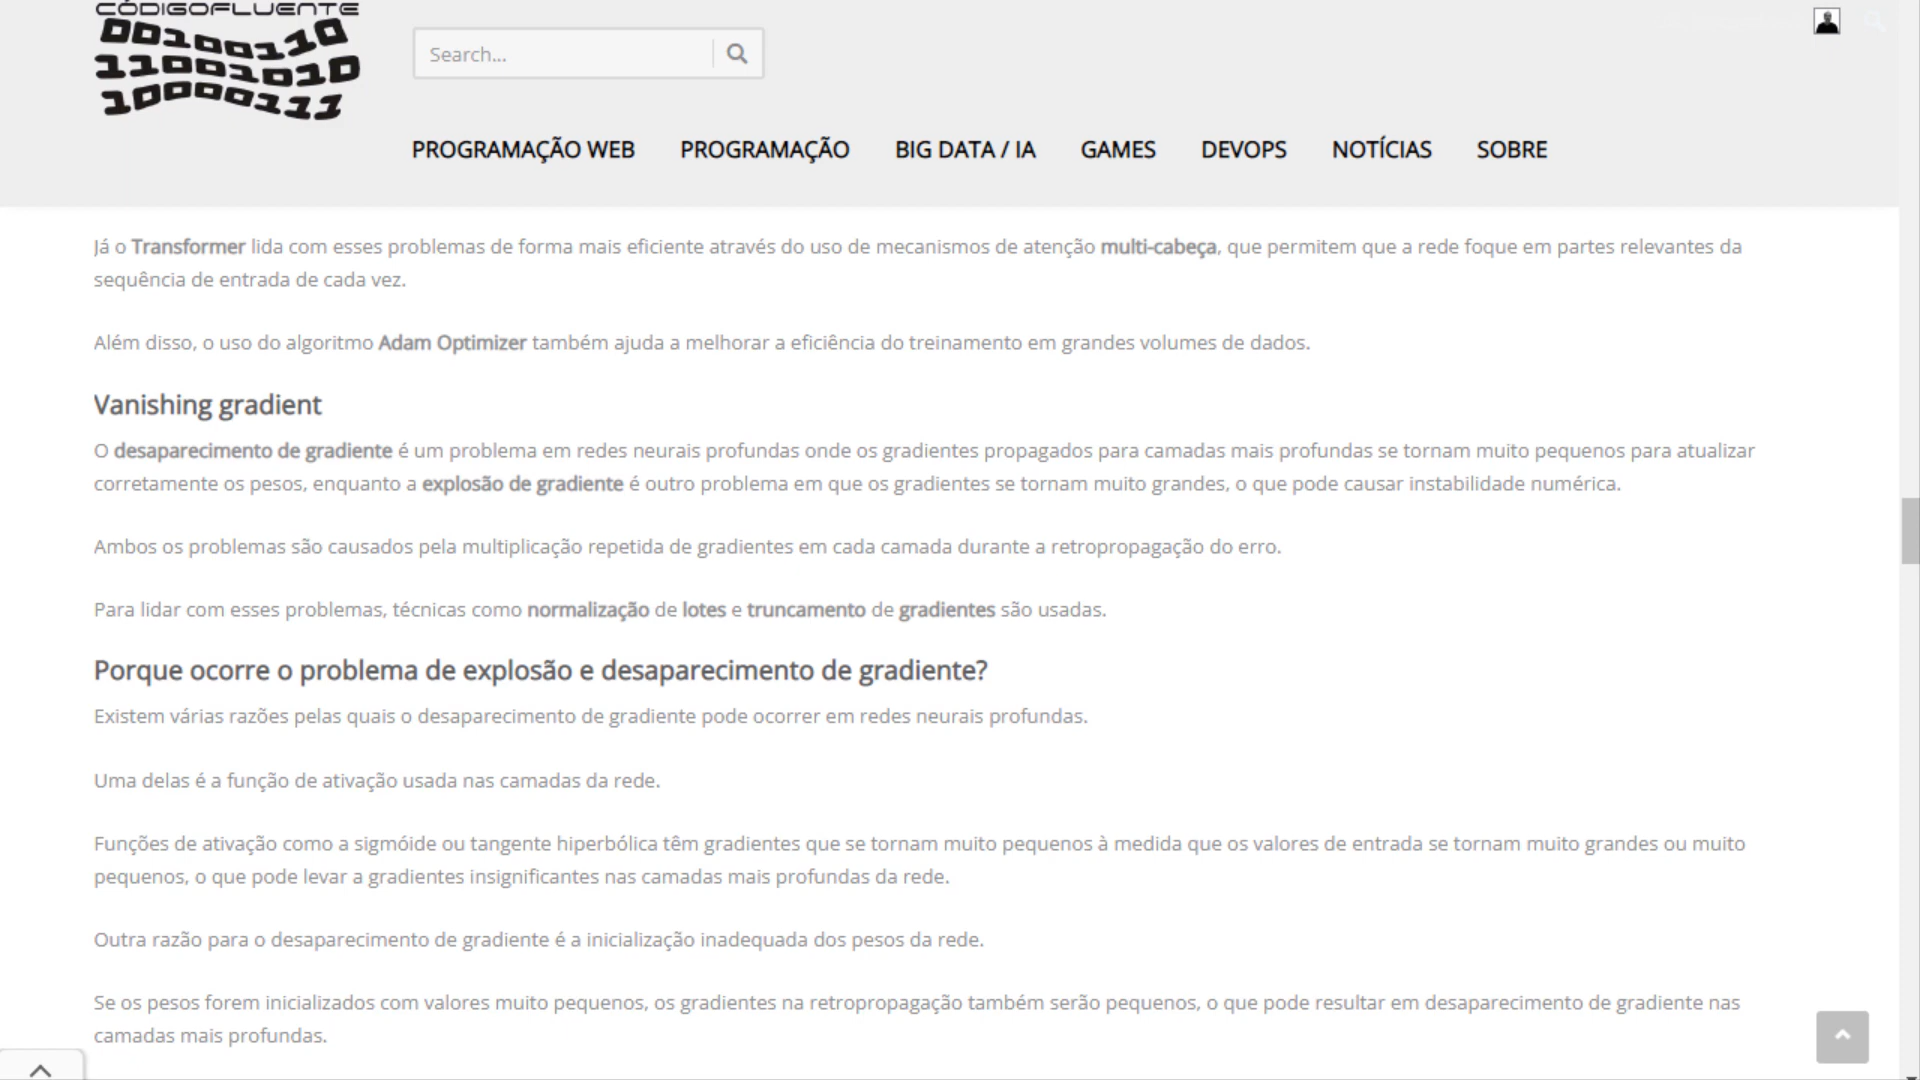 CÓDIGOFLUENTE
00100110
11001010
10000111
Search...
PROGRAMAÇÃO WEB PROGRAMAÇÃO BIG DATA / IA GAMES DEVOPS NOTÍCIAS SOBRE
Já o Transformer lida com esses problemas de forma mais eficiente através do uso de mecanismos de atenção multi-cabeça, que permitem que a rede foque em partes relevantes da
sequência de entrada de cada vez.
Além disso, o uso do algoritmo Adam Optimizer também ajuda a melhorar a eficiência do treinamento em grandes volumes de dados.
Vanishing gradient
O desaparecimento de gradiente é um problema em redes neurais profundas onde os gradientes propagados para camadas mais profundas se tornam muito pequenos para atualizar
corretamente os pesos, enquanto a explosão de gradiente é outro problema em que os gradientes se tornam muito grandes, o que pode causar instabilidade numérica.
Ambos os problemas são causados pela multiplicação repetida de gradientes em cada camada durante a retropropagação do erro.
Para lidar com esses problemas, técnicas como normalização de lotes e truncamento de gradientes são usadas.
Porque ocorre o problema de explosão e desaparecimento de gradiente?
Existem várias razões pelas quais o desaparecimento de gradiente pode ocorrer em redes neurais profundas.
Uma delas é a função de ativação usada nas camadas da rede.
Funções de ativação como a sigmóide ou tangente hiperbólica têm gradientes que se tornam muito pequenos à medida que os valores de entrada se tornam muito grandes ou muito
pequenos, o que pode levar a gradientes insignificantes nas camadas mais profundas da rede.
Outra razão para o desaparecimento de gradiente é a inicialização inadequada dos pesos da rede.
Se os pesos forem inicializados com valores muito pequenos, os gradientes na retropropagação também serão pequenos, o que pode resultar em desaparecimento de gradiente nas
camadas mais profundas.